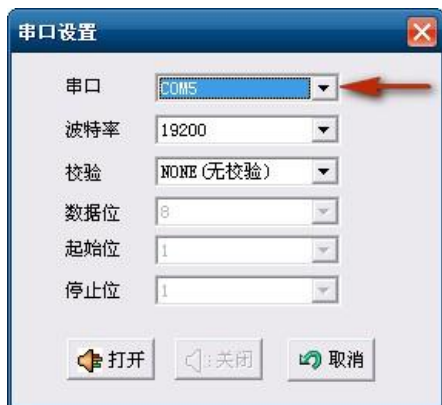 串口设置
串口 COM5
波特率 19200
校验 NONE(无校验)
数据位 8
起始位 1
停止位 1
打开 关闭 取消